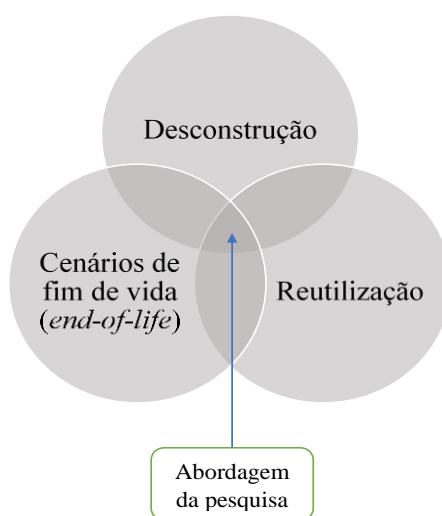 Desconstrução
Cenários de
fim de vida
(end-of-life)
Reutilização
Abordagem
da pesquisa